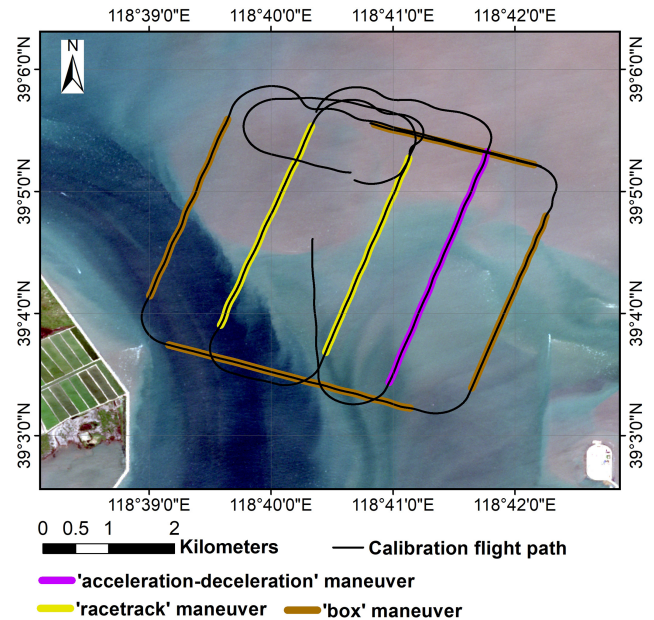 118°39'0"E 118°40'0"E 118°41'0"E 118°42'0"E
N
39°6'0"N 39°6'0"N
39°5'0"N 39°5'0"N
39°4'0"N 39°4'0"N
39°3'0"N 39°3'0"N
118°39'0"E 118°40'0"E 118°41'0"E 118°42'0"E
0 0.5 1 2
Kilometers Calibration flight path
'acceleration-deceleration' maneuver
'racetrack' maneuver 'box' maneuver